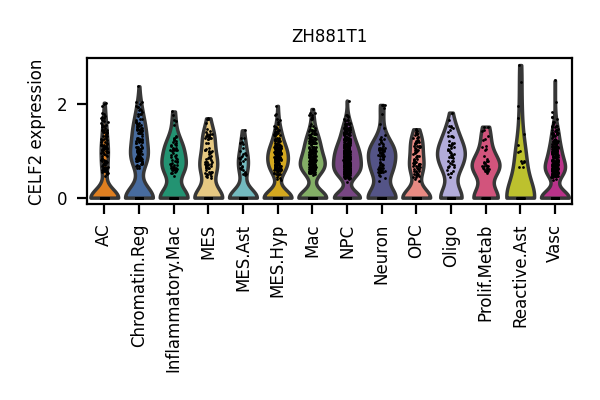 ZH881T1
CELF2 expression
2
0
AC
Chromatin.Reg
Inflammatory.Mac
MES
MES.Ast
MES.Hyp
Mac
NPC
Neuron
OPC
Oligo
Prolif.Metab
Reactive.Ast
Vasc